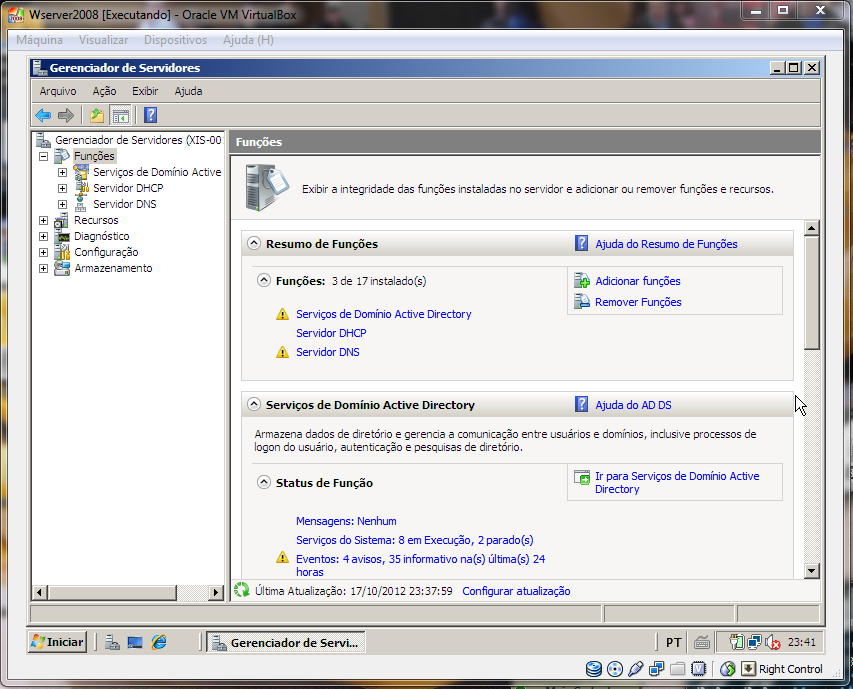 Wserver2008 [Executando] - Oracle VM VirtualBox
Máquina Visualizar Dispositivos Ajuda (H)
Gerenciador de Servidores
Arquivo Ação Exibir Ajuda
Gerenciador de Servidores (XIS-00
Funções
Serviços de Domínio Active
Servidor DHCP
Servidor DNS
Recursos
Diagnóstico
Configuração
Armazenamento
Funções
Exibir a integridade das funções instaladas no servidor e adicionar ou remover funções e recursos.
Resumo de Funções
Ajuda do Resumo de Funções
Funções: 3 de 17 instalado(s)
Adicionar funções
Remover Funções
Serviços de Domínio Active Directory
Servidor DHCP
Servidor DNS
Serviços de Domínio Active Directory
Ajuda do AD DS
Armazena dados de diretório e gerencia a comunicação entre usuários e domínios, inclusive processos de
logon do usuário, autenticação e pesquisas de diretório.
Status de Função
Ir para Serviços de Domínio Active
Directory
Mensagens: Nenhum
Serviços do Sistema: 8 em Execução, 2 parado(s)
Eventos: 4 avisos, 35 informativo na(s) última(s) 24
horas
Última Atualização: 17/10/2012 23:37:59 Configurar atualização
Iniciar
Gerenciador de Servi...
PT
23:41
Right Control